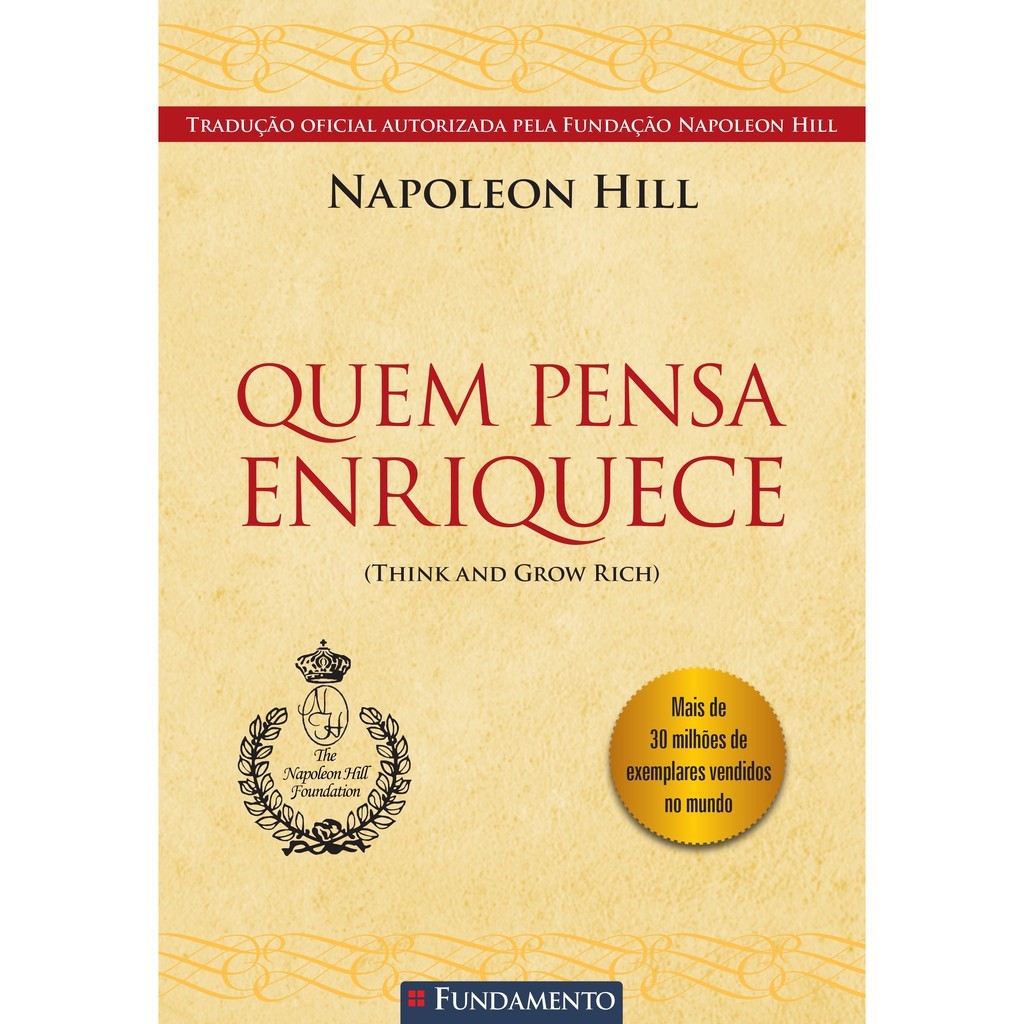 Tradução oficial autorizada pela Fundação Napoleon Hill
Napoleon Hill
QUEM PENSA
ENRIQUECE
(Think and Grow Rich)
NH
The
Napoleon Hill
Foundation
Mais de
30 milhões de
exemplares vendidos
no mundo
Fundamento